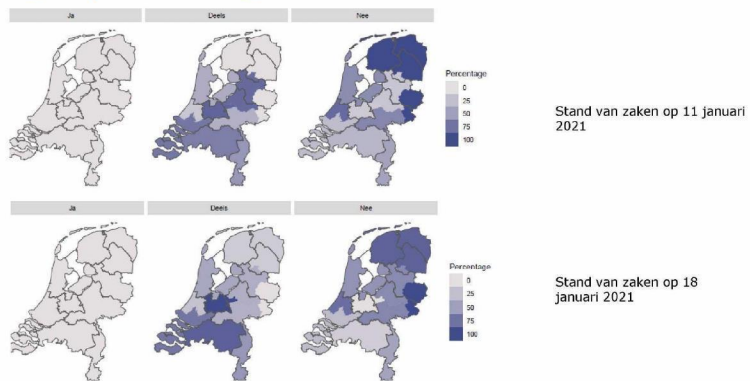 Ja
Deels
Nee
Percentage
0
25
50
75
100
Stand van zaken op 11 januari
2021
Ja
Deels
Nee
Percentage
0
25
50
75
100
Stand van zaken op 18
januari 2021